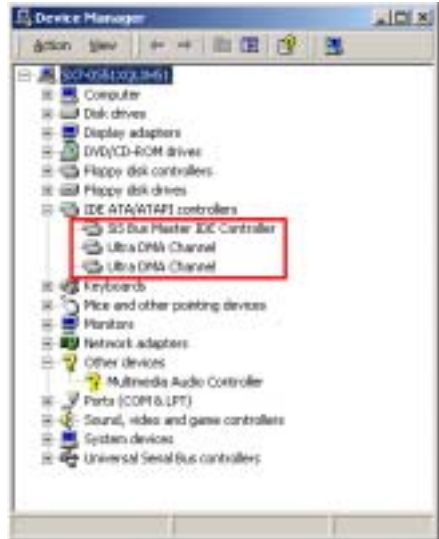 Device Manager
Action View
Computer
Disk drives
Display adapters
DVD/CD-ROM drives
Floppy disk controllers
Floppy disk drives
IDE ATA/ATAPI controllers
SiS Bus Master IDE Controller
Ultra DMA Channel
Ultra DMA Channel
Keyboards
Mice and other pointing devices
Monitors
Network adapters
Other devices
Multimedia Audio Controller
Ports (COM & LPT)
Sound, video and game controllers
System devices
Universal Serial Bus controllers